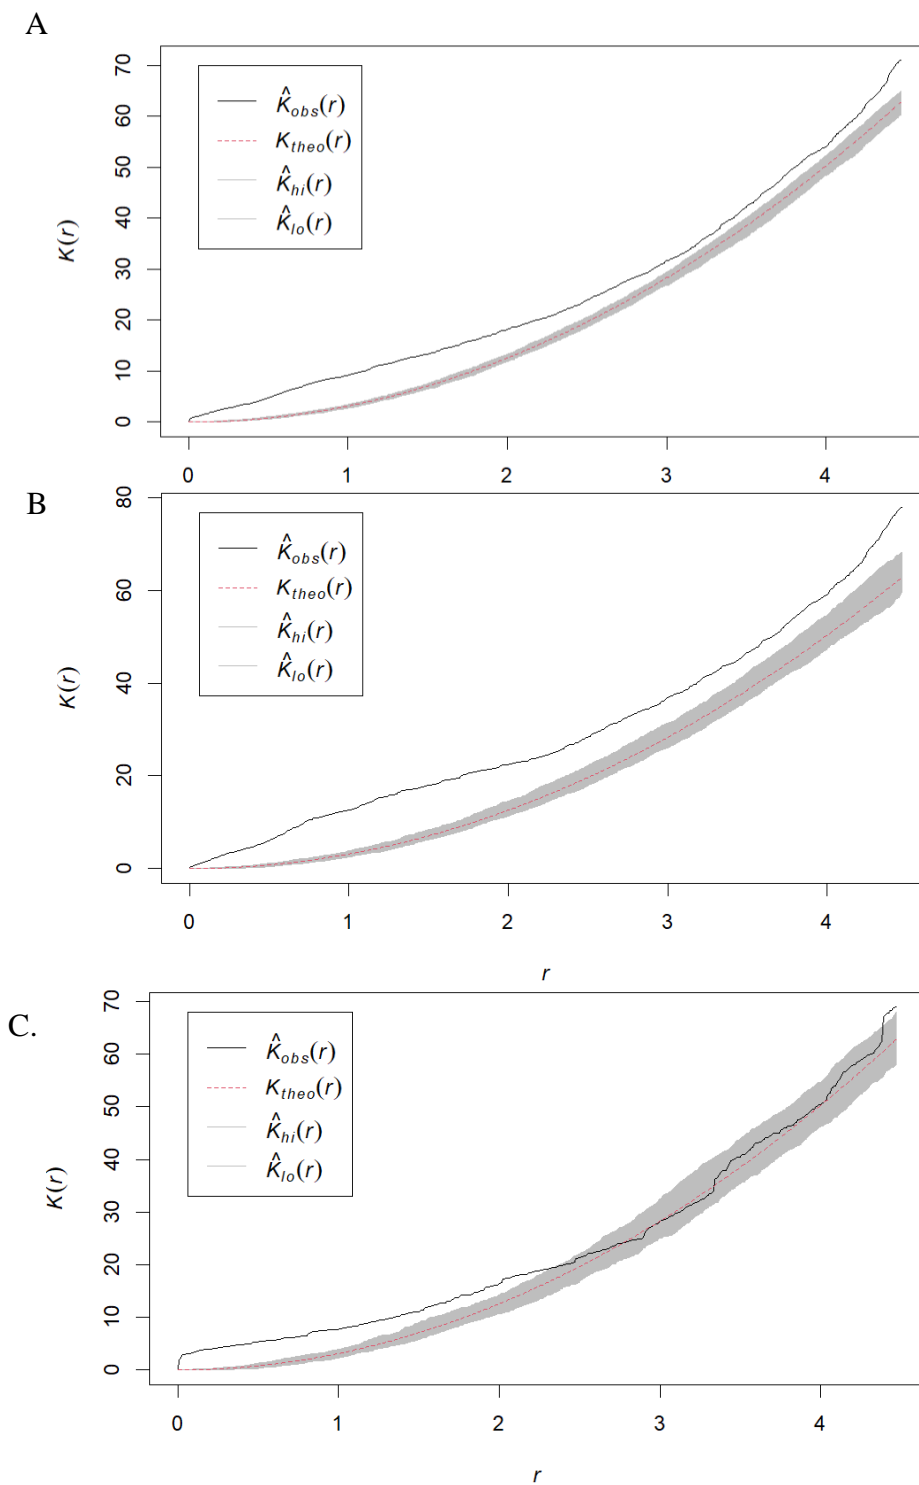 A
70
60
50
40
30
20
10
0
K(r)
K̂obs(r)
Ktheo(r)
K̂hi(r)
K̂lo(r)
0 1 2 3 4
B
80
60
40
20
0
K(r)
K̂obs(r)
Ktheo(r)
K̂hi(r)
K̂lo(r)
0 1 2 3 4
r
C.
70
60
50
40
30
20
10
0
K(r)
K̂obs(r)
Ktheo(r)
K̂hi(r)
K̂lo(r)
0 1 2 3 4
r